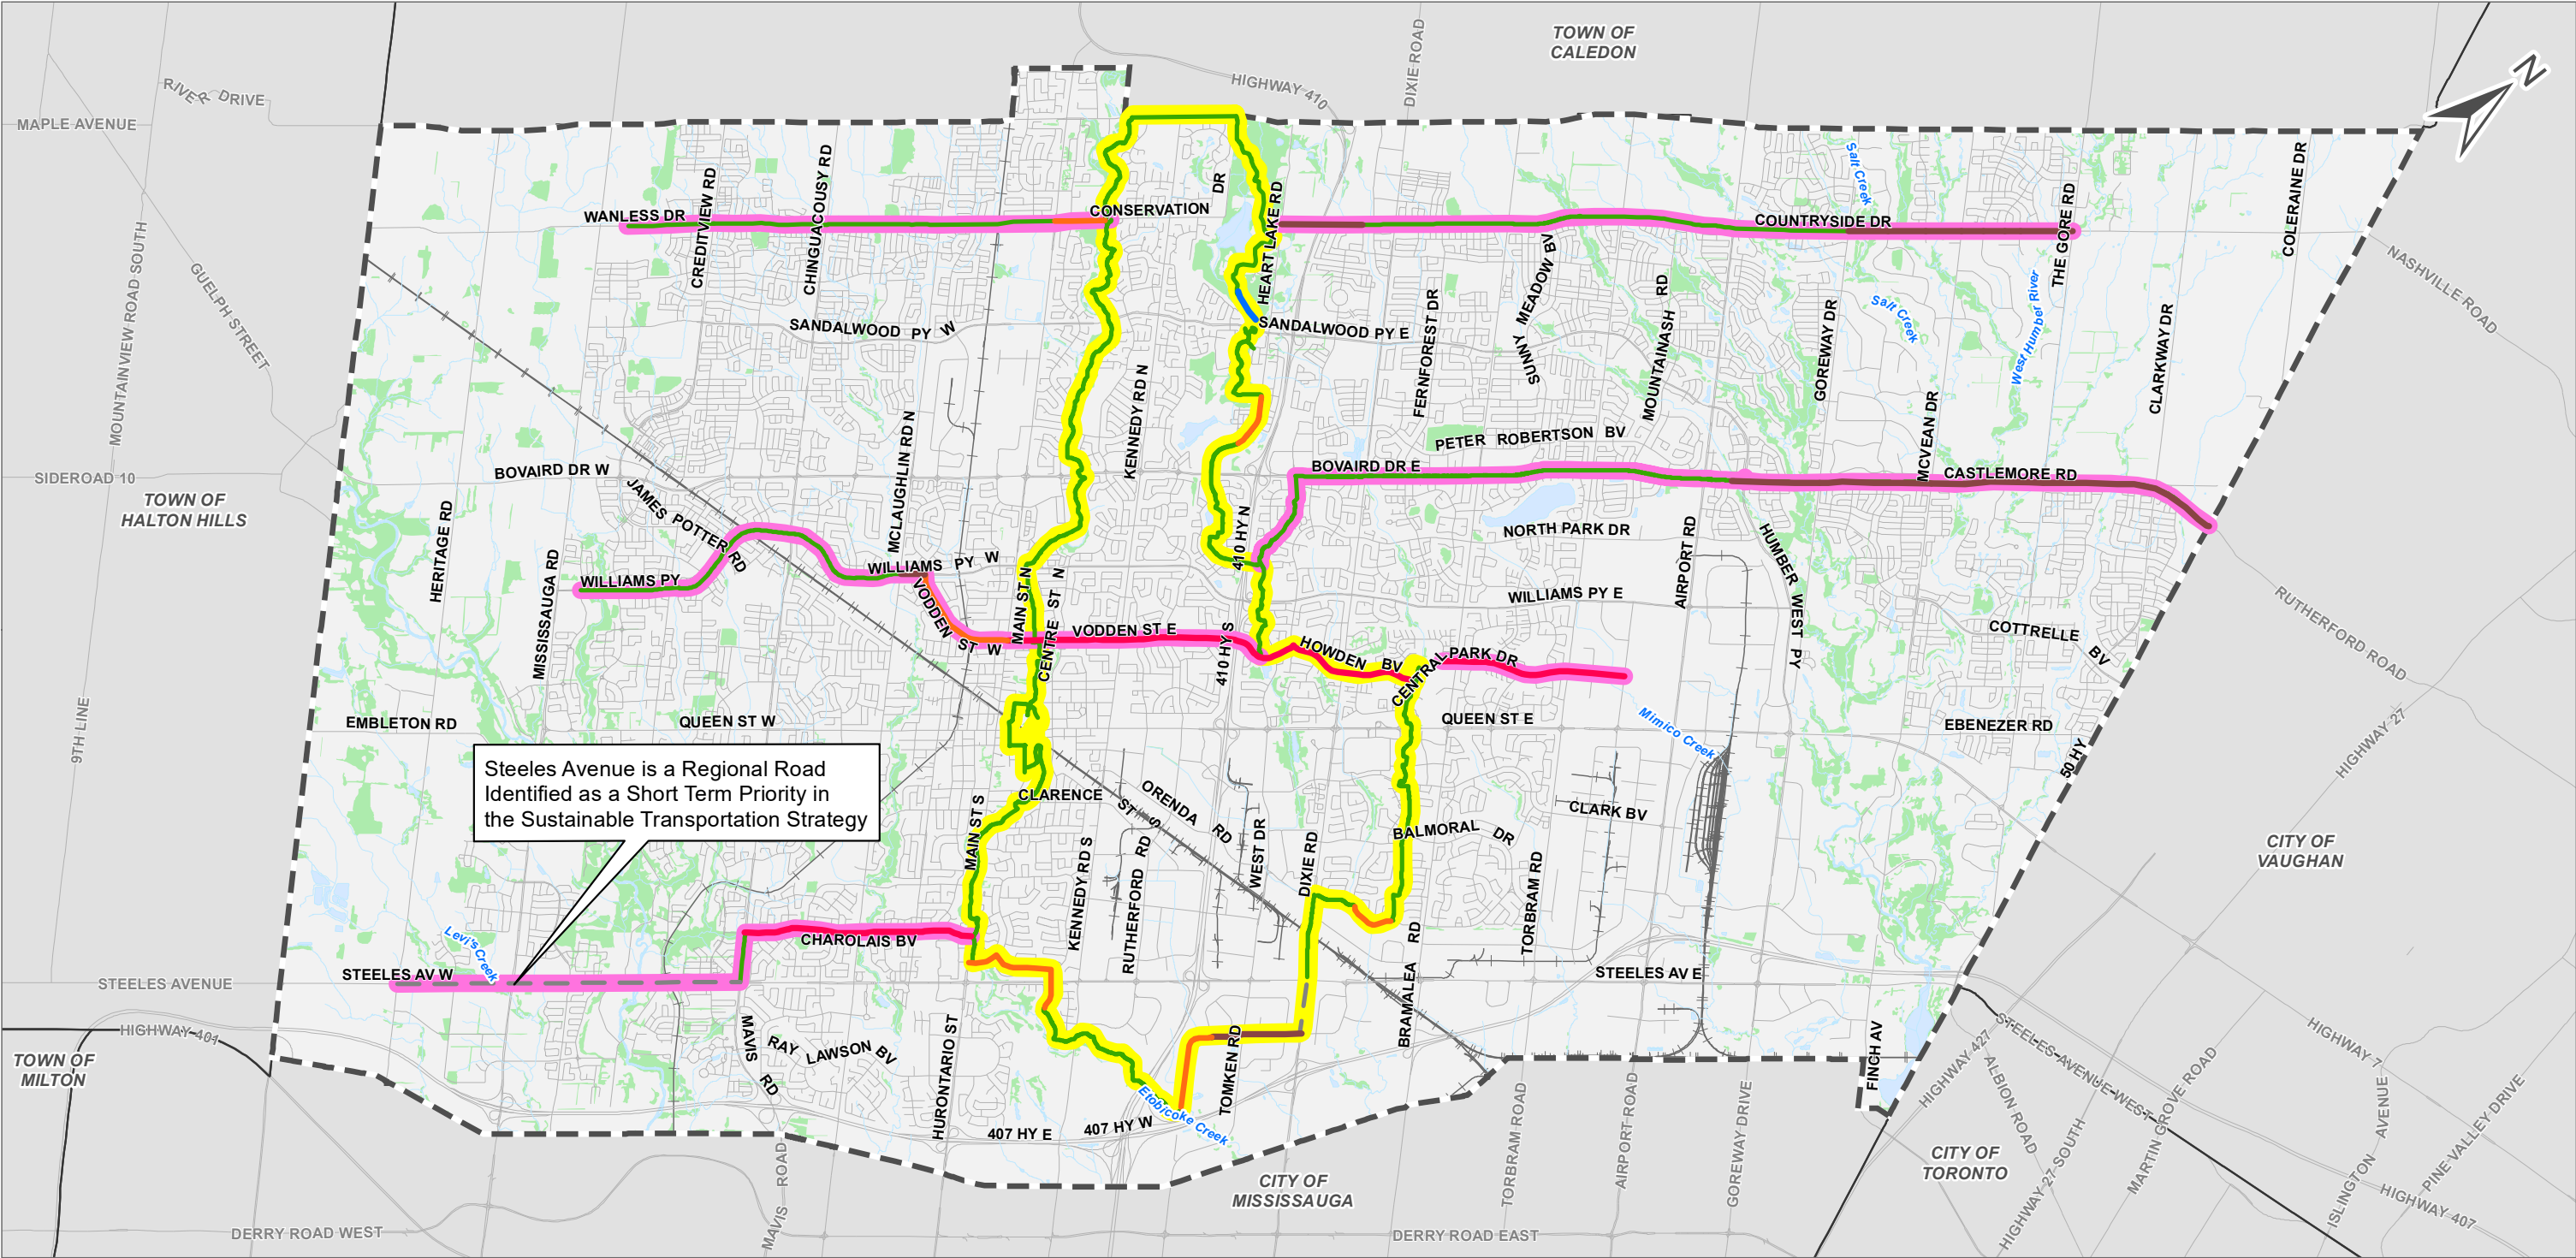 TOWN OF
CALEDON
N
RIVER DRIVE
MAPLE AVENUE
HIGHWAY 410
DIXIE ROAD
WANLESS DR
CREDITVIEW RD
CHINGUACOUSY RD
CONSERVATION DR
HEART LAKE RD
COUNTRYSIDE DR
Salt Creek
THE GORE RD
COLERAINE DR
NASHVILLE ROAD
MOUNTAINVIEW ROAD SOUTH
GUELPH STREET
SANDALWOOD PY W
SANDALWOOD PY E
SUNNY MEADOW BV
MOUNTAINASH RD
FERNFOREST DR
GOREWAY DR
Salt Creek
West Humber River
CLARKWAY DR
KENNEDY RD N
MCLAUGHLIN RD N
PETER ROBERTSON BV
MCVEAN DR
SIDEROAD 10
TOWN OF
HALTON HILLS
BOVAIRD DR W
BOVAIRD DR E
CASTLEMORE RD
JAMES POTTER RD
HERITAGE RD
MISSISSAUGA RD
410 HY N
NORTH PARK DR
AIRPORT RD
HUMBER WEST PY
WILLIAMS PY
WILLIAMS PY W
WILLIAMS PY E
RUTHERFORD ROAD
VODDEN ST W
MAIN ST N
CENTRE ST N
VODDEN ST E
410 HY S
HOWDEN BV
CENTRAL PARK DR
COTTRELLE BV
9TH LINE
EMBLETON RD
QUEEN ST W
QUEEN ST E
Mimico Creek
EBENEZER RD
50 HY
HIGHWAY 27
Steeles Avenue is a Regional Road
Identified as a Short Term Priority in
the Sustainable Transportation Strategy
CLARENCE ST S
ORENDA RD
CLARK BV
BALMORAL DR
MAIN ST S
KENNEDY RD S
RUTHERFORD RD
WEST DR
DIXIE RD
TORBRAM RD
CITY OF
VAUGHAN
CHAROLAIS BV
Levi's Creek
BRAMALEA RD
STEELES AVENUE
STEELES AV W
STEELES AV E
HIGHWAY 401
TOWN OF
MILTON
MAVIS RD
RAY LAWSON BV
HURONTARIO ST
TOMKEN RD
Etobicoke Creek
407 HY E
407 HY W
FINCH AV
HIGHWAY 427
STEELES AVENUE WEST
ALBION ROAD
MARTIN GROVE ROAD
HIGHWAY 7
ISLINGTON AVENUE
PINE VALLEY DRIVE
HIGHWAY 27 SOUTH
HIGHWAY 407
MAVIS ROAD
CITY OF
MISSISSAUGA
TORBRAM ROAD
AIRPORT ROAD
GOREWAY DRIVE
CITY OF
TORONTO
DERRY ROAD WEST
DERRY ROAD EAST